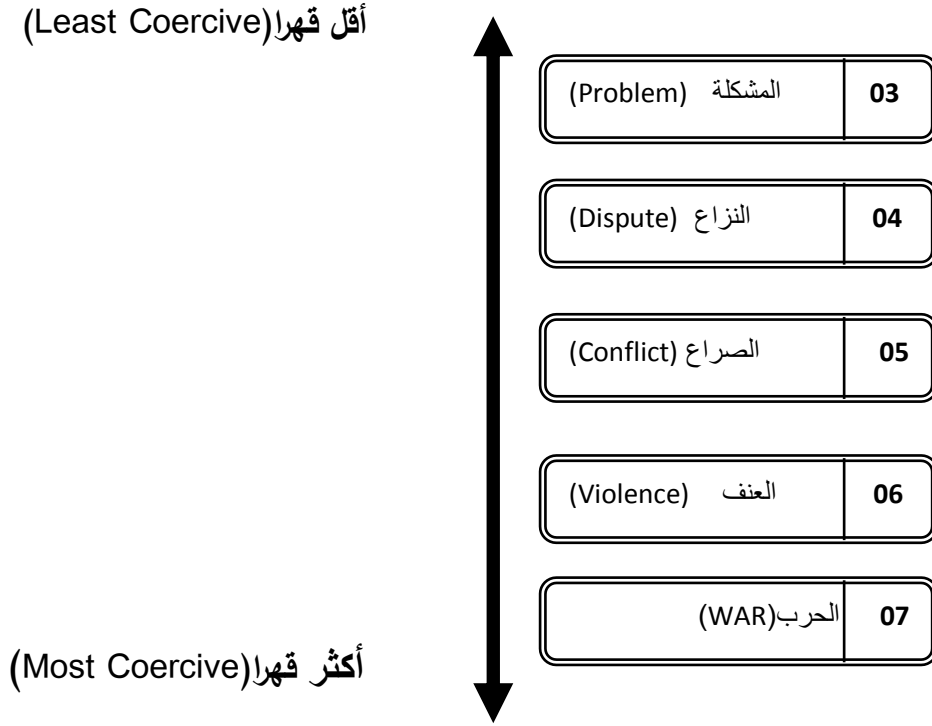 أقل قهرا(Least Coercive)
03 المشكلة (Problem)
04 النزاع (Dispute)
05 الصراع (Conflict)
06 العنف (Violence)
07 الحرب(WAR)
أكثر قهرا(Most Coercive)